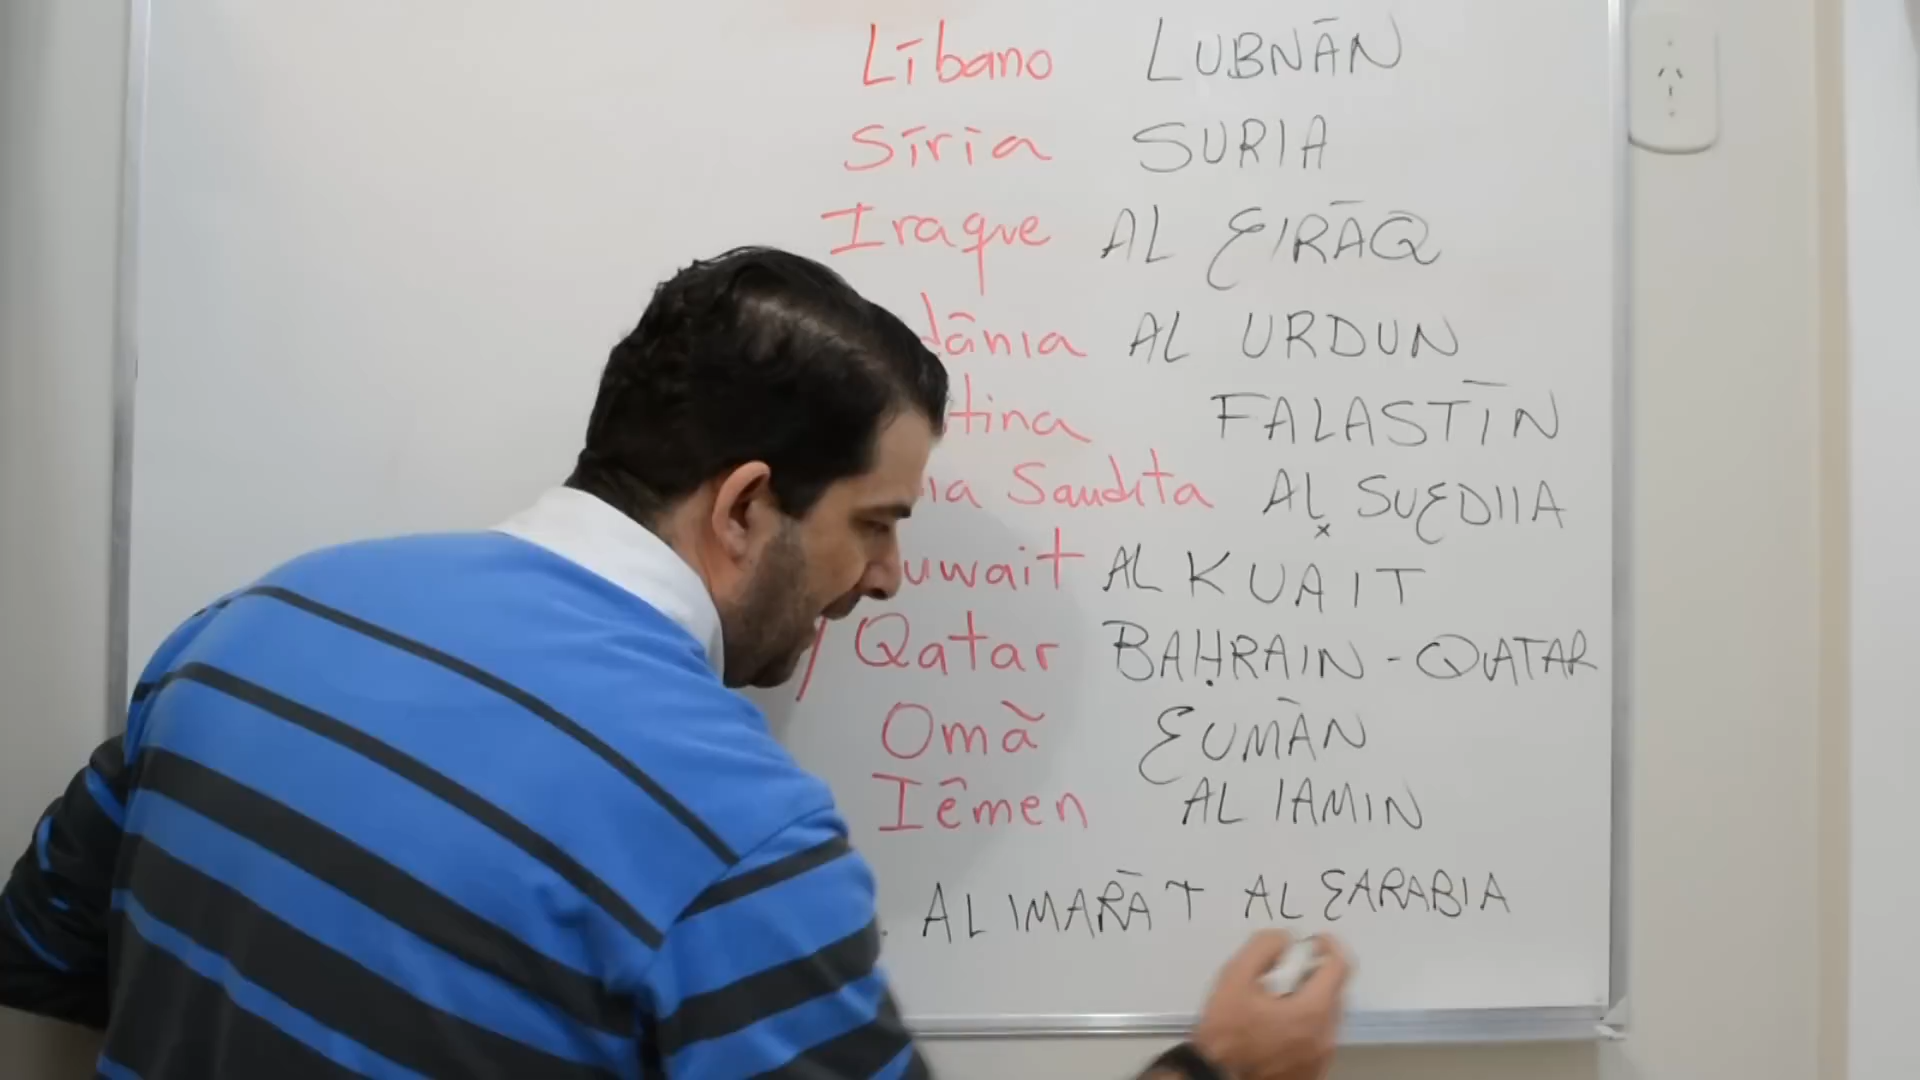 Líbano LUBNĀN
Síria SURIA
Iraque AL ƐIRĀQ
dânia AL URDUN
tina FALASTĪN
ia Saudita AL SUƐDIIA
x
uwait AL KUAIT
/ Qatar BAḤRAIN - QATAR
Omã ƐUMĀN
Iêmen AL IAMIN
. AL IMARĀT AL ƐARABIA